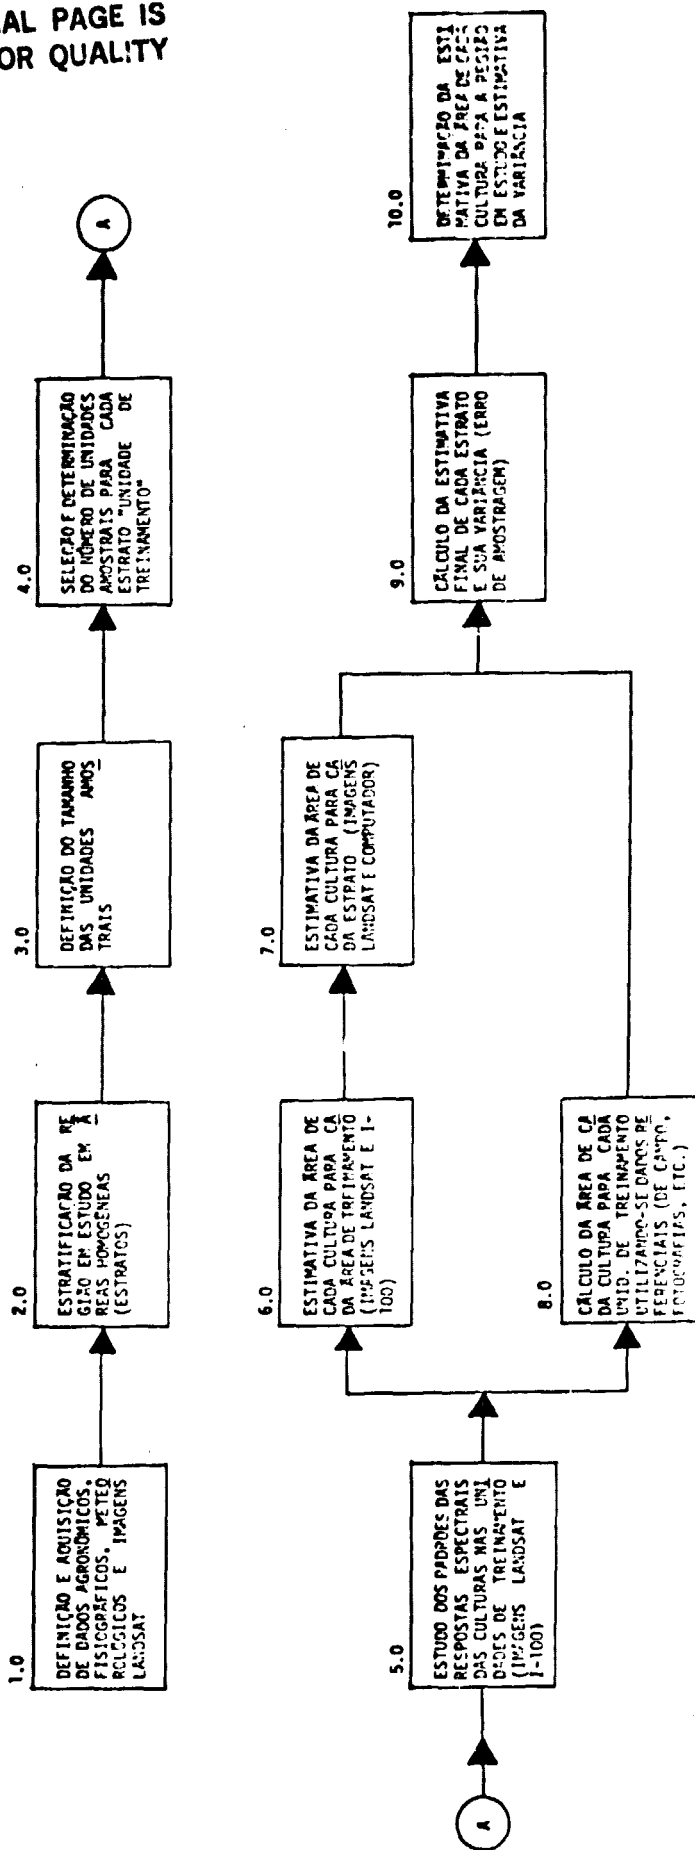 AL PAGE IS
OR QUALITY
1.0
DEFINIÇÃO E AQUISIÇÃO
DE DADOS AGRONÔMICOS,
FISIOGRÁFICOS, METEO
ROLÓGICOS E IMAGENS
LANDSAT
2.0
ESTRATIFICAÇÃO DA RE
GIÃO EM ESTUDO EM Á
REAS HOMOGÊNEAS
(ESTRATOS)
3.0
DEFINIÇÃO DO TAMANHO
DAS UNIDADES AMOS
TRAIS
4.0
SELEÇÃO E DETERMINAÇÃO
DO NÚMERO DE UNIDADES
AMOSTRAIS PARA CADA
ESTRATO "UNIDADE DE
TREINAMENTO"
A
A
5.0
ESTUDO DOS PADRÕES DAS
RESPOSTAS ESPECTRAIS
DAS CULTURAS NAS UNI
DADES DE TREINAMENTO
(IMAGENS LANDSAT E
I-100)
6.0
ESTIMATIVA DA ÁREA DE
CADA CULTURA PARA CA
DA ÁREA DE TREINAMENTO
(IMAGENS LANDSAT E I-
100)
7.0
ESTIMATIVA DA ÁREA DE
CADA CULTURA PARA CA
DA ESTRATO (IMAGENS
LANDSAT E COMPUTADOR)
8.0
CÁLCULO DA ÁREA DE CA
DA CULTURA PARA CADA
UNID. DE TREINAMENTO
UTILIZANDO-SE DADOS RE
FERENCIAIS (DE CAMPO,
FOTOGRAFIAS, ETC.)
9.0
CÁLCULO DA ESTIMATIVA
FINAL DE CADA ESTRATO
E SUA VARIÂNCIA (ERRO
DE AMOSTRAGEM)
10.0
DETERMINAÇÃO DA ESTI
MATIVA DA ÁREA DE CADA
CULTURA PARA A REGIÃO
EM ESTUDO E ESTIMATIVA
DA VARIÂNCIA